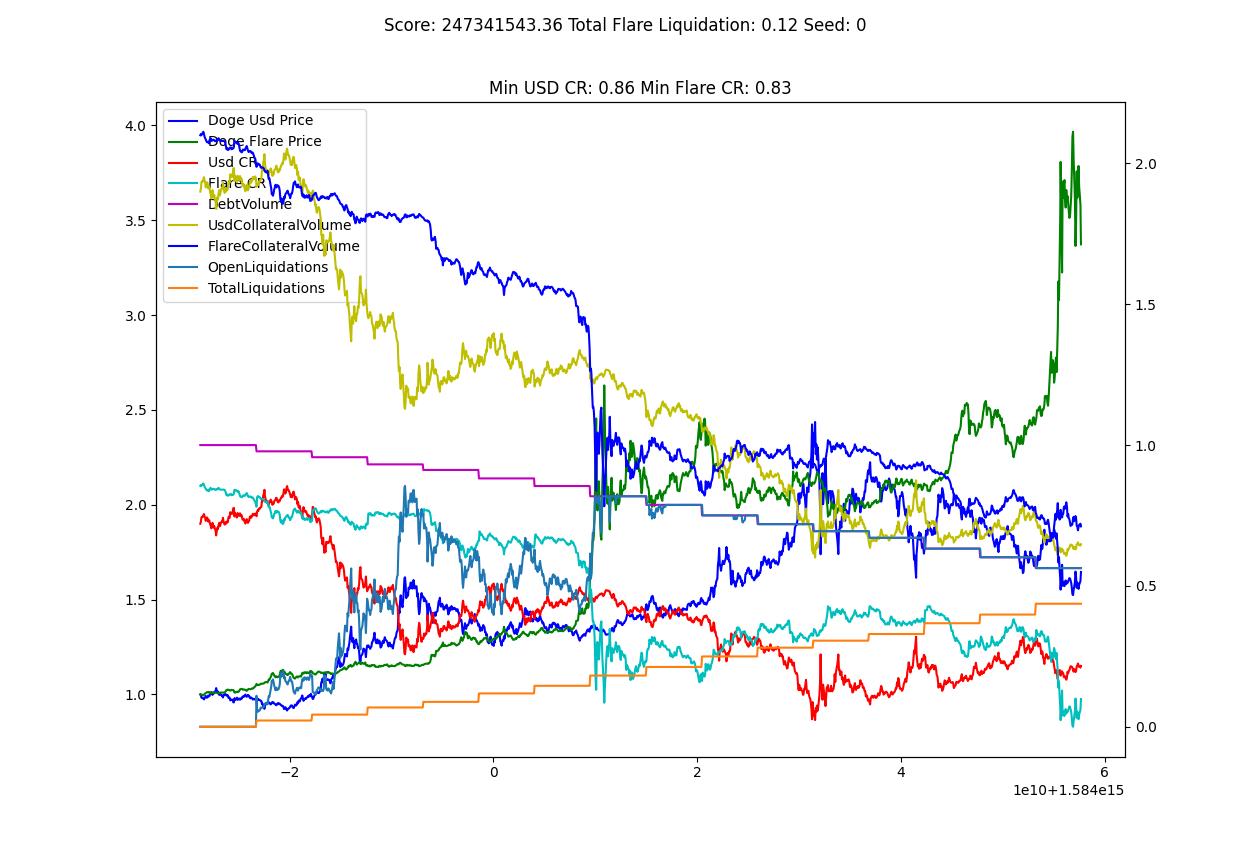 Score: 247341543.36 Total Flare Liquidation: 0.12 Seed: 0
Min USD CR: 0.86 Min Flare CR: 0.83
Doge Usd Price
Doge Flare Price
Usd CR
Flare CR
DebtVolume
UsdCollateralVolume
FlareCollateralVolume
OpenLiquidations
TotalLiquidations
4.0
3.5
3.0
2.5
2.0
1.5
1.0
2.0
1.5
1.0
0.5
0.0
−2 0 2 4 6
1e10+1.584e15